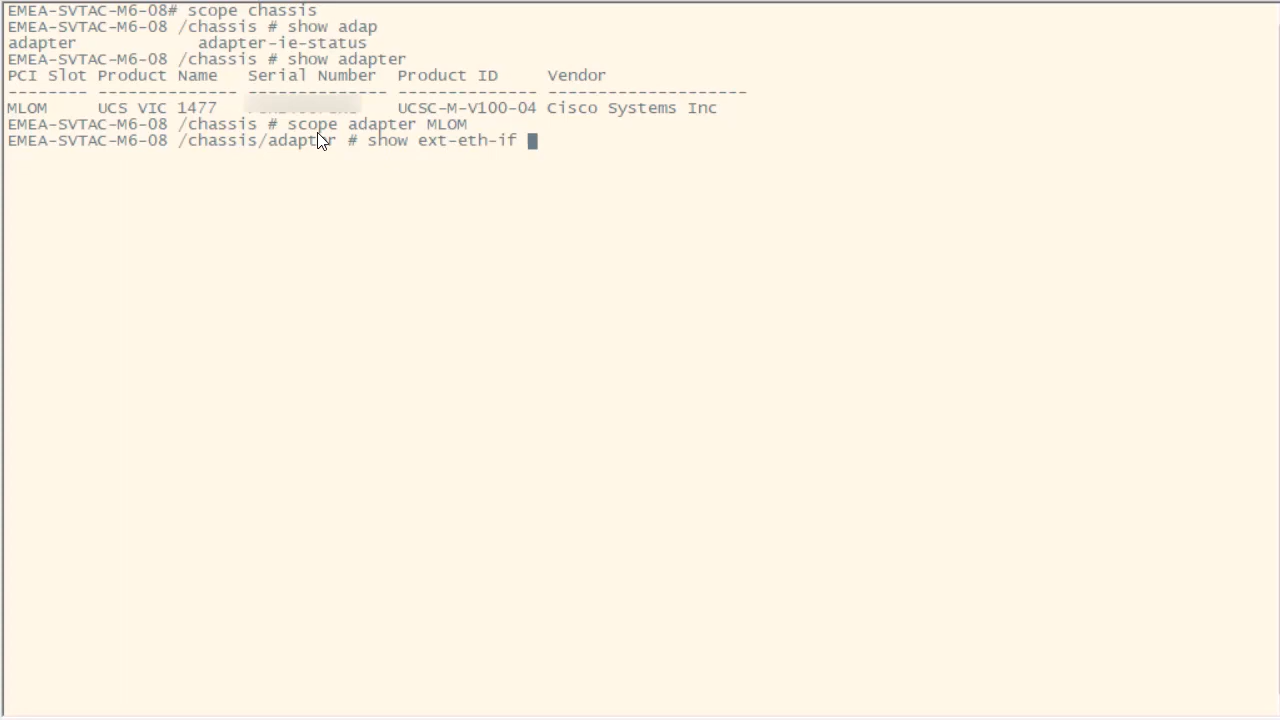 EMEA-SVTAC-M6-08# scope chassis
EMEA-SVTAC-M6-08 /chassis # show adap
adapter            adapter-ie-status
EMEA-SVTAC-M6-08 /chassis # show adapter
PCI Slot Product Name   Serial Number  Product ID     Vendor
-------- -------------- -------------- -------------- --------------------
MLOM     UCS VIC 1477                  UCSC-M-V100-04 Cisco Systems Inc
EMEA-SVTAC-M6-08 /chassis # scope adapter MLOM
EMEA-SVTAC-M6-08 /chassis/adapter # show ext-eth-if